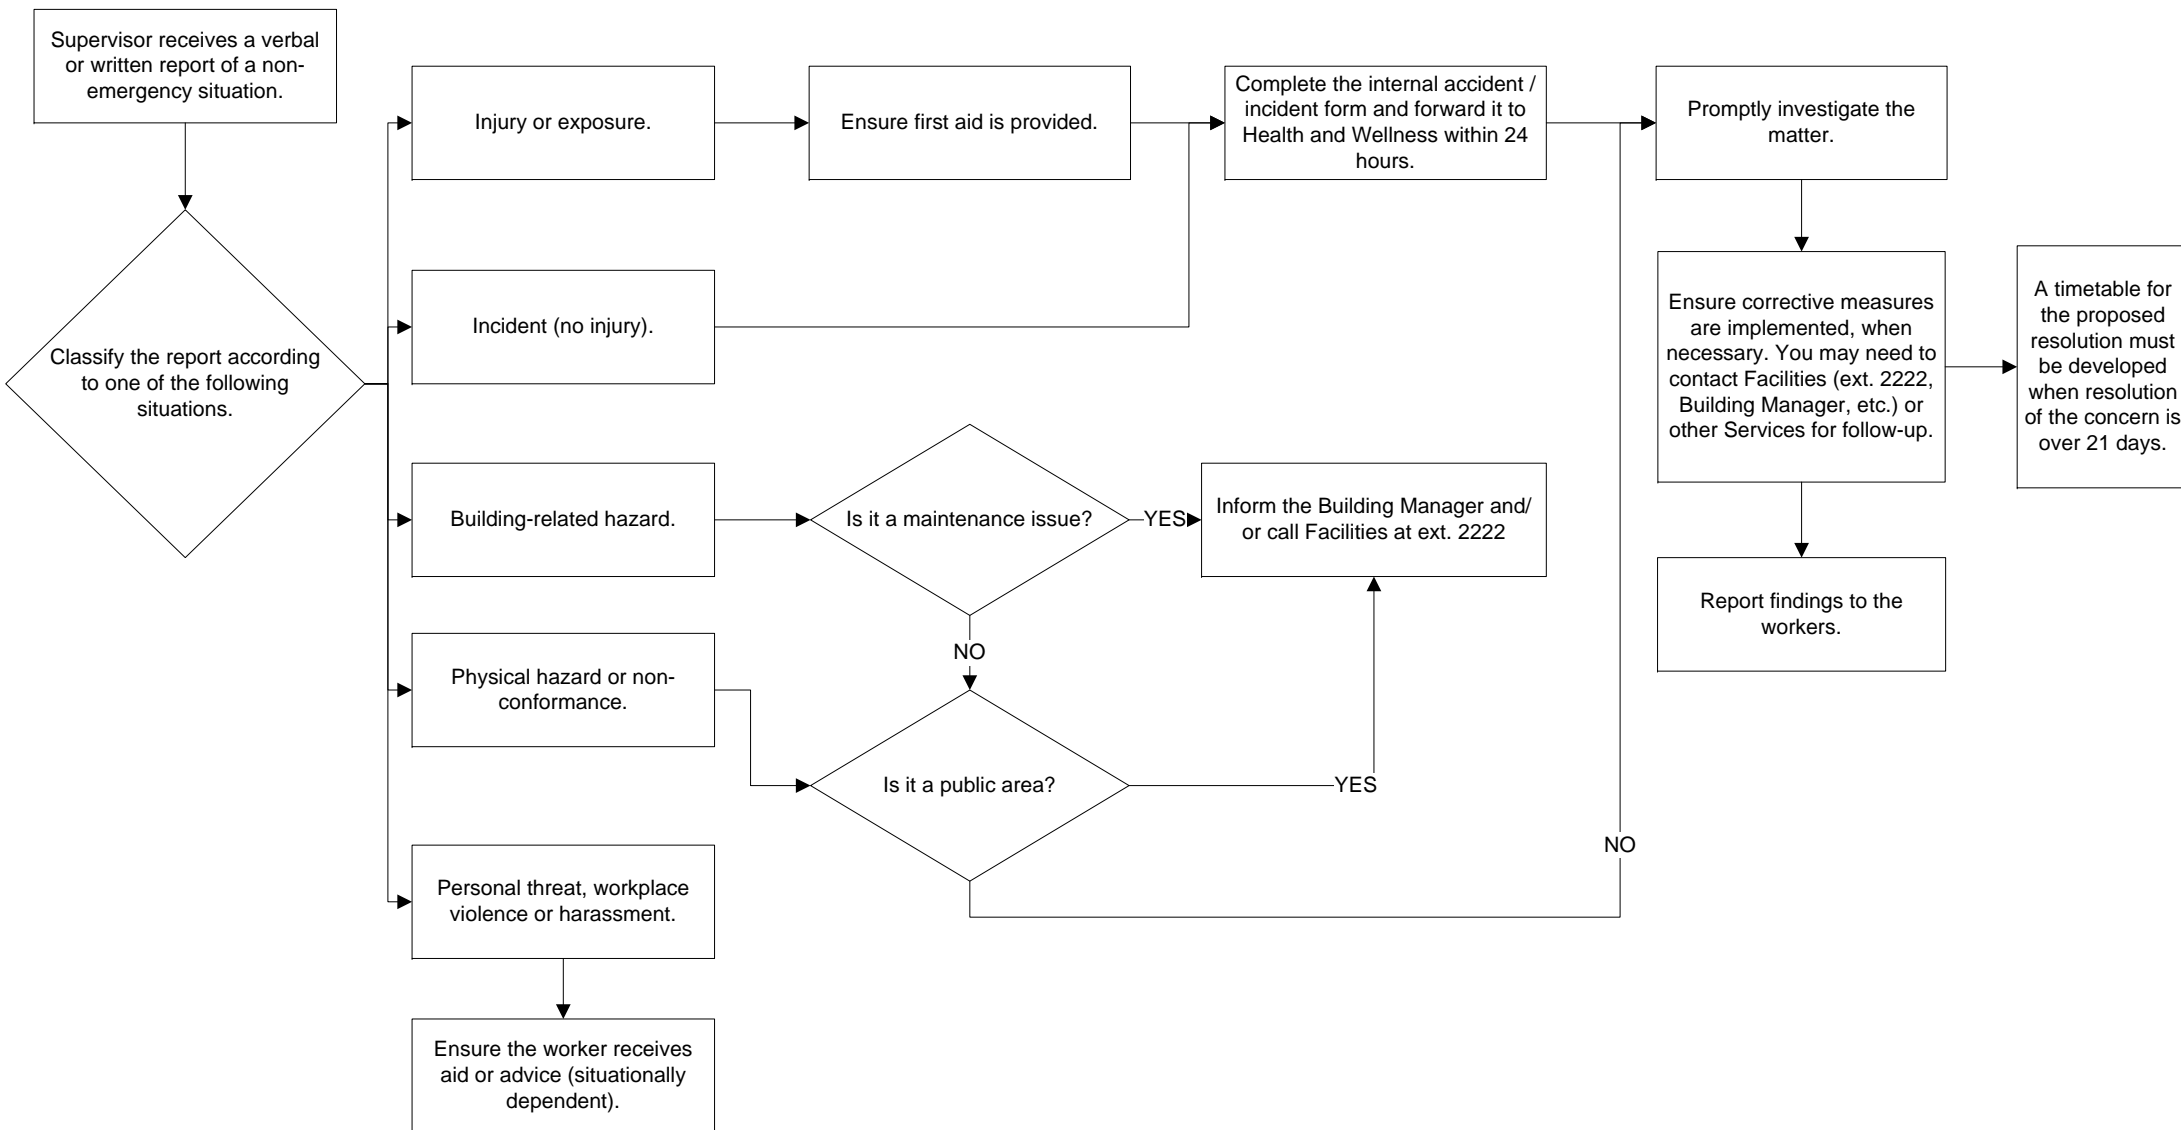 Supervisor receives a verbal
or written report of a non-
emergency situation.
Classify the report according
to one of the following
situations.
Injury or exposure.
Ensure first aid is provided.
Complete the internal accident /
incident form and forward it to
Health and Wellness within 24
hours.
Promptly investigate the
matter.
Incident (no injury).
Ensure corrective measures
are implemented, when
necessary. You may need to
contact Facilities (ext. 2222,
Building Manager, etc.) or
other Services for follow-up.
A timetable for
the proposed
resolution must
be developed
when resolution
of the concern is
over 21 days.
Building-related hazard.
Is it a maintenance issue?
YES
Inform the Building Manager and/
or call Facilities at ext. 2222
NO
Report findings to the
workers.
Physical hazard or non-
conformance.
Is it a public area?
YES
NO
Personal threat, workplace
violence or harassment.
Ensure the worker receives
aid or advice (situationally
dependent).